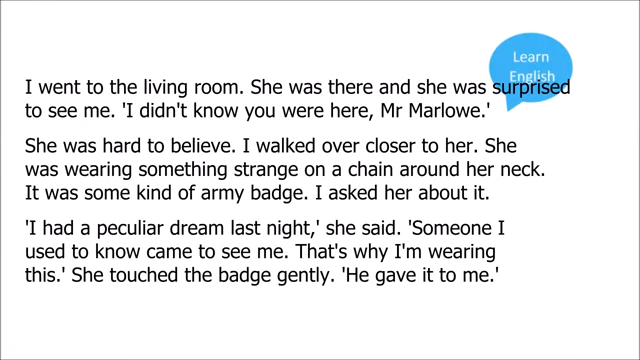 Learn
English
I went to the living room. She was there and she was surprised
to see me. 'I didn't know you were here, Mr Marlowe.'
She was hard to believe. I walked over closer to her. She
was wearing something strange on a chain around her neck.
It was some kind of army badge. I asked her about it.
'I had a peculiar dream last night,' she said. 'Someone I
used to know came to see me. That's why I'm wearing
this.' She touched the badge gently. 'He gave it to me.'